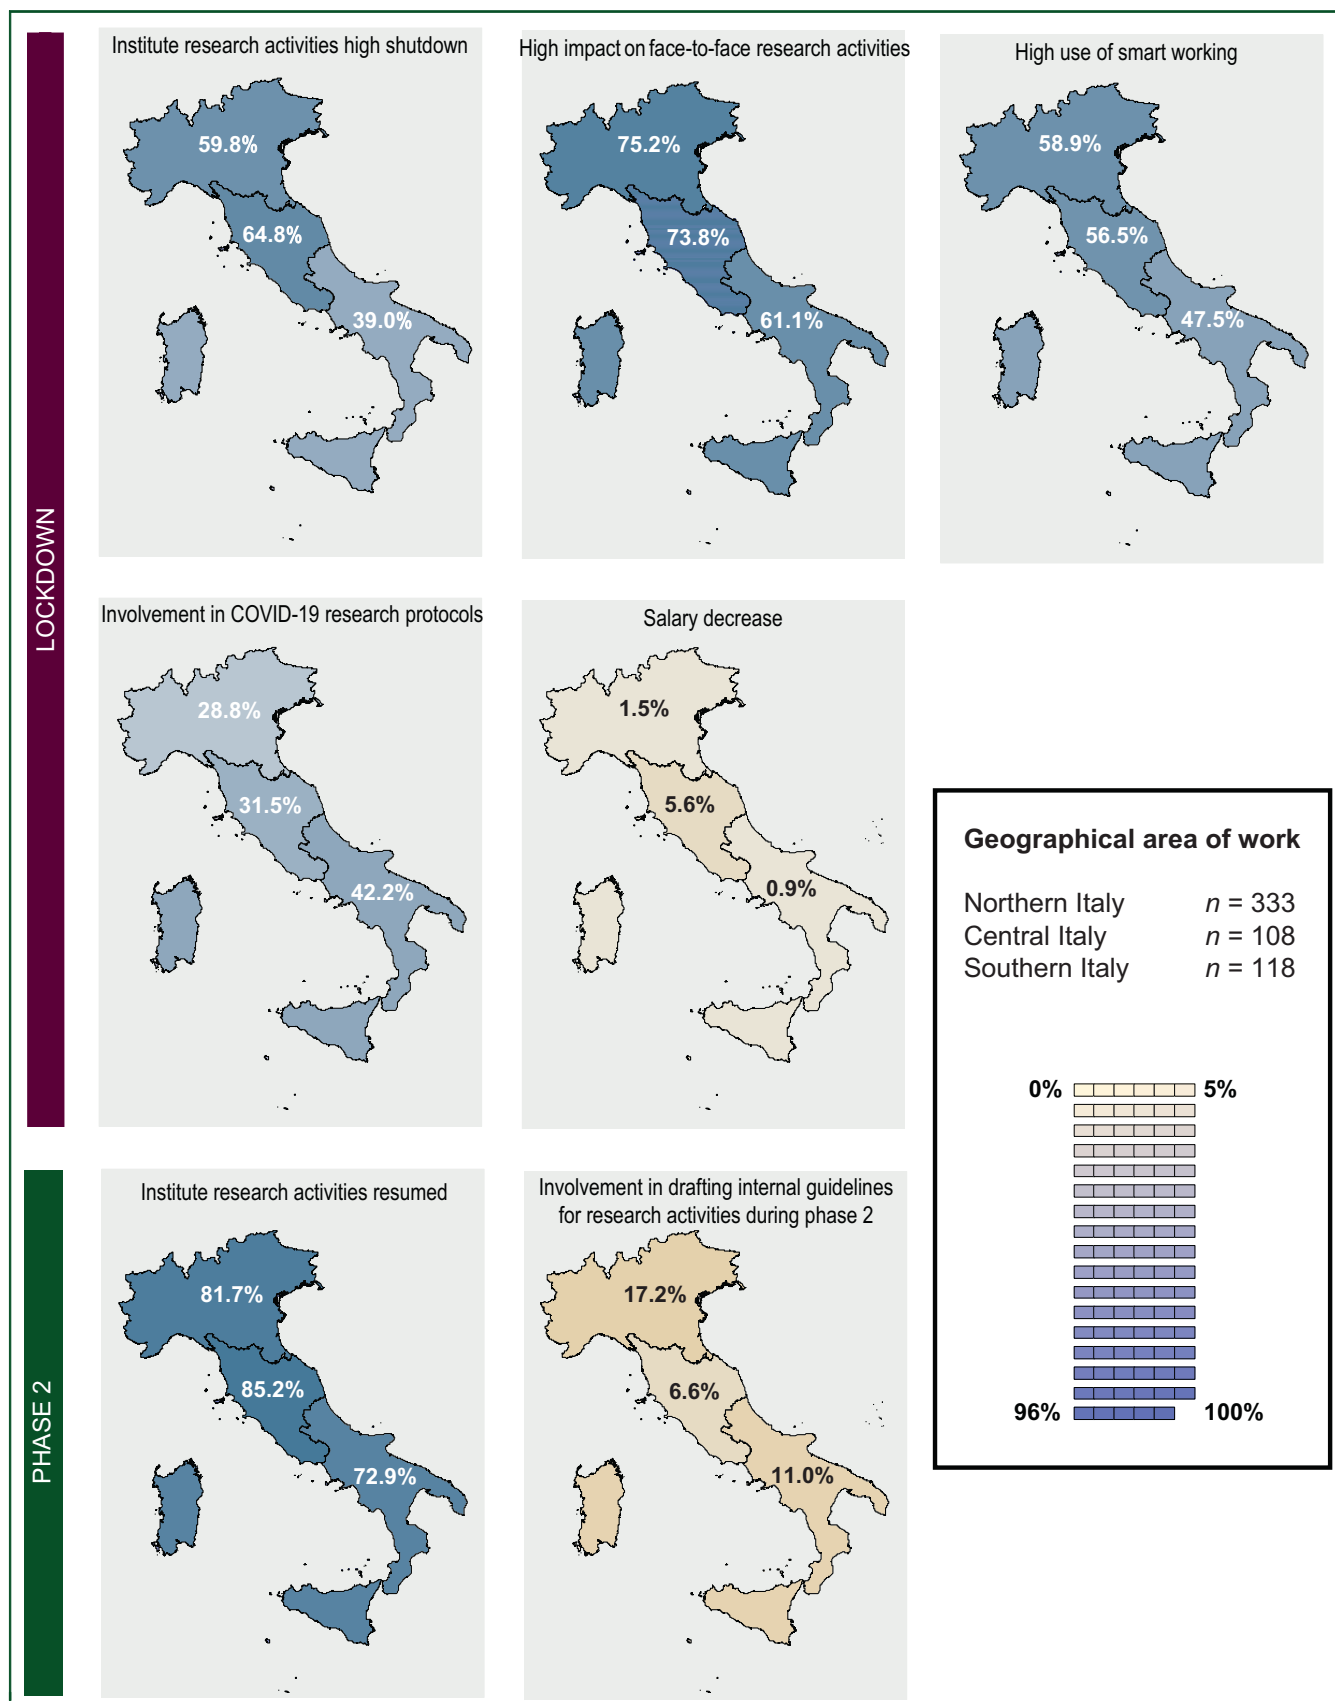 LOCKDOWN
Institute research activities high shutdown
59.8%
64.8%
39.0%
High impact on face-to-face research activities
75.2%
73.8%
61.1%
High use of smart working
58.9%
56.5%
47.5%
Involvement in COVID-19 research protocols
28.8%
31.5%
42.2%
Salary decrease
1.5%
5.6%
0.9%
Geographical area of work
Northern Italy n = 333
Central Italy n = 108
Southern Italy n = 118
0% 5%
96% 100%
PHASE 2
Institute research activities resumed
81.7%
85.2%
72.9%
Involvement in drafting internal guidelines
for research activities during phase 2
17.2%
6.6%
11.0%